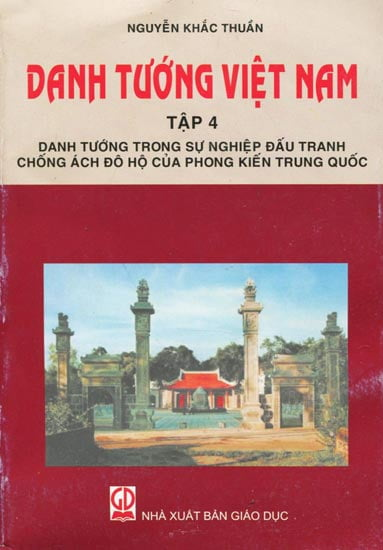 NGUYỄN KHẮC THUẦN
DANH TƯỚNG VIỆT NAM
TẬP 4
DANH TƯỚNG TRONG SỰ NGHIỆP ĐẤU TRANH
CHỐNG ÁCH ĐÔ HỘ CỦA PHONG KIẾN TRUNG QUỐC
GD
NHÀ XUẤT BẢN GIÁO DỤC